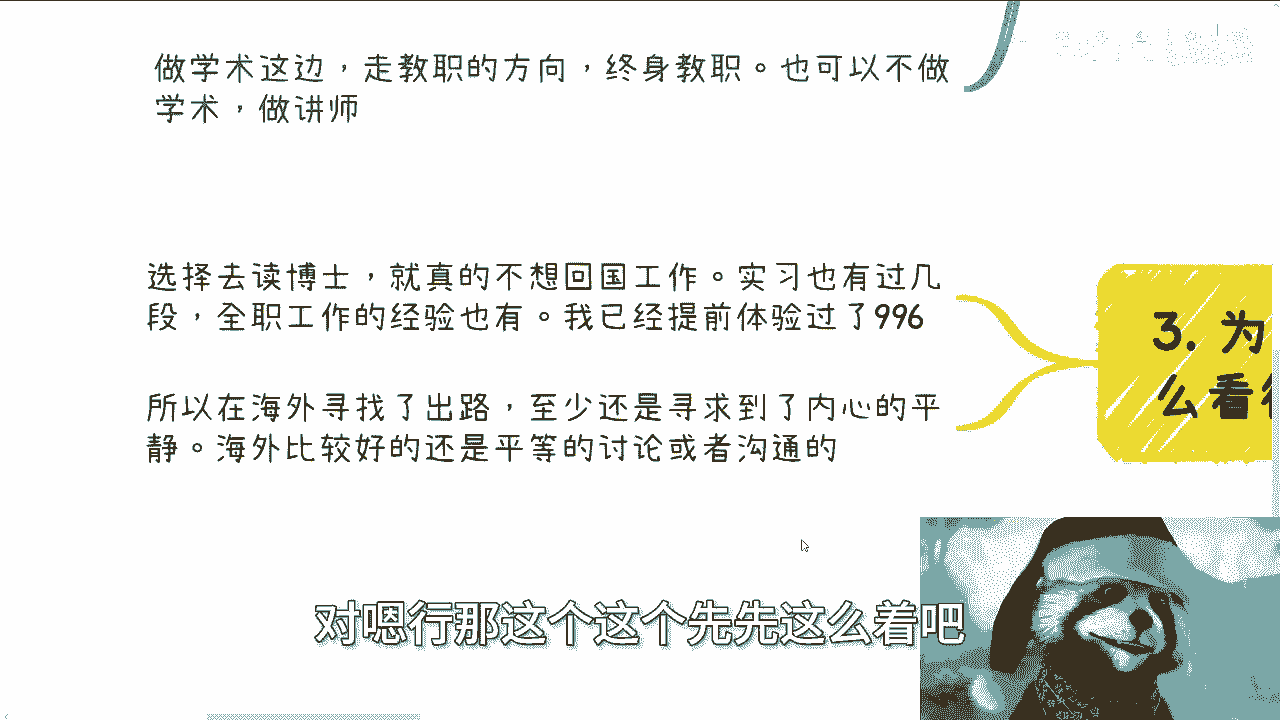 做学术这边，走教职的方向，终身教职。也可以不做
学术，做讲师
选择去读博士，就真的不想回国工作。实习也有过几
段，全职工作的经验也有。我已经提前体验过了996
所以在海外寻找了出路，至少还是寻求到了内心的平
静。海外比较好的还是平等的讨论或者沟通的
3. 为
么看
对嗯行那这个这个先先这么着吧